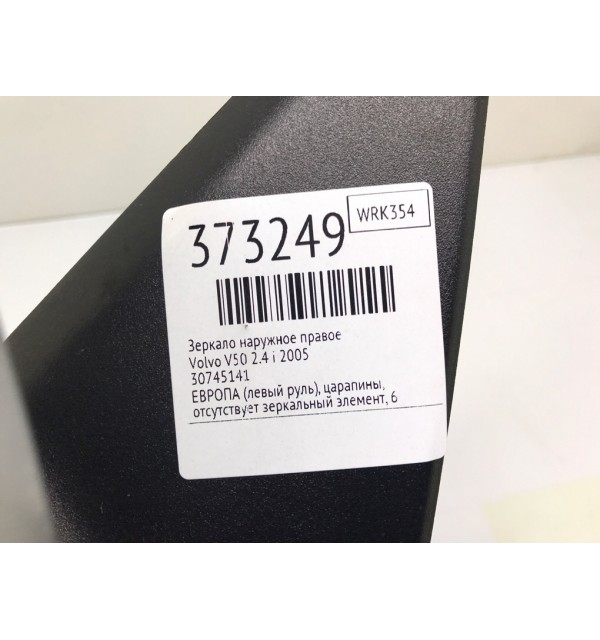 373249
WRK354
Зеркало наружное правое
Volvo V50 2.4 i 2005
30745141
ЕВРОПА (левый руль), царапины,
отсутствует зеркальный элемент, 6